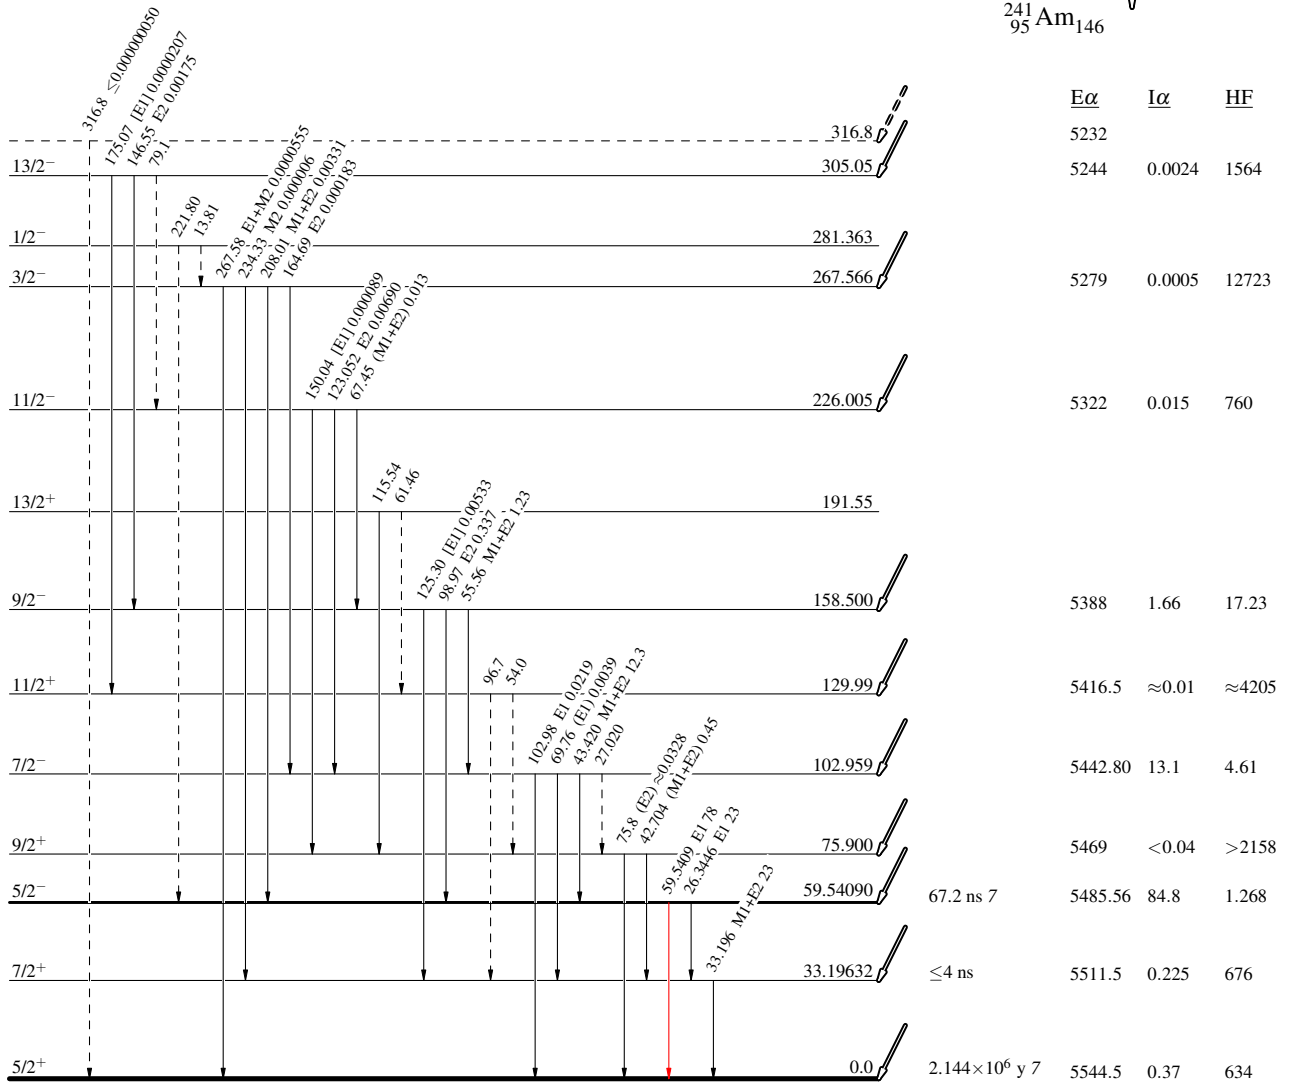 ²⁴¹₉₅Am₁₄₆
Eα Iα HF
316.8 ≤0.000000050
175.07 [E1] 0.0000207
146.55 E2 0.00175
79.1
316.8 5232
13/2⁻ 305.05 5244 0.0024 1564
221.80
13.81
1/2⁻ 281.363
267.58 E1+M2 0.0000555
234.33 M2 0.000006
208.01 M1+E2 0.00331
164.69 E2 0.000183
3/2⁻ 267.566 5279 0.0005 12723
150.04 [E1] 0.000089
123.052 E2 0.00690
67.45 (M1+E2) 0.013
11/2⁻ 226.005 5322 0.015 760
115.54
61.46
13/2⁺ 191.55
125.30 [E1] 0.00533
98.97 E2 0.337
55.56 M1+E2 1.23
9/2⁻ 158.500 5388 1.66 17.23
96.7
54.0
11/2⁺ 129.99 5416.5 ≈0.01 ≈4205
102.98 E1 0.0219
69.76 (E1) 0.0039
43.420 M1+E2 12.3
27.020
7/2⁻ 102.959 5442.80 13.1 4.61
75.8 (E2) ≈0.0328
42.704 (M1+E2) 0.45
9/2⁺ 75.900 5469 <0.04 >2158
59.5409 E1 78
26.3446 E1 23
5/2⁻ 59.54090 67.2 ns 7 5485.56 84.8 1.268
33.196 M1+E2 23
7/2⁺ 33.19632 ≤4 ns 5511.5 0.225 676
5/2⁺ 0.0 2.144×10⁶ y 7 5544.5 0.37 634